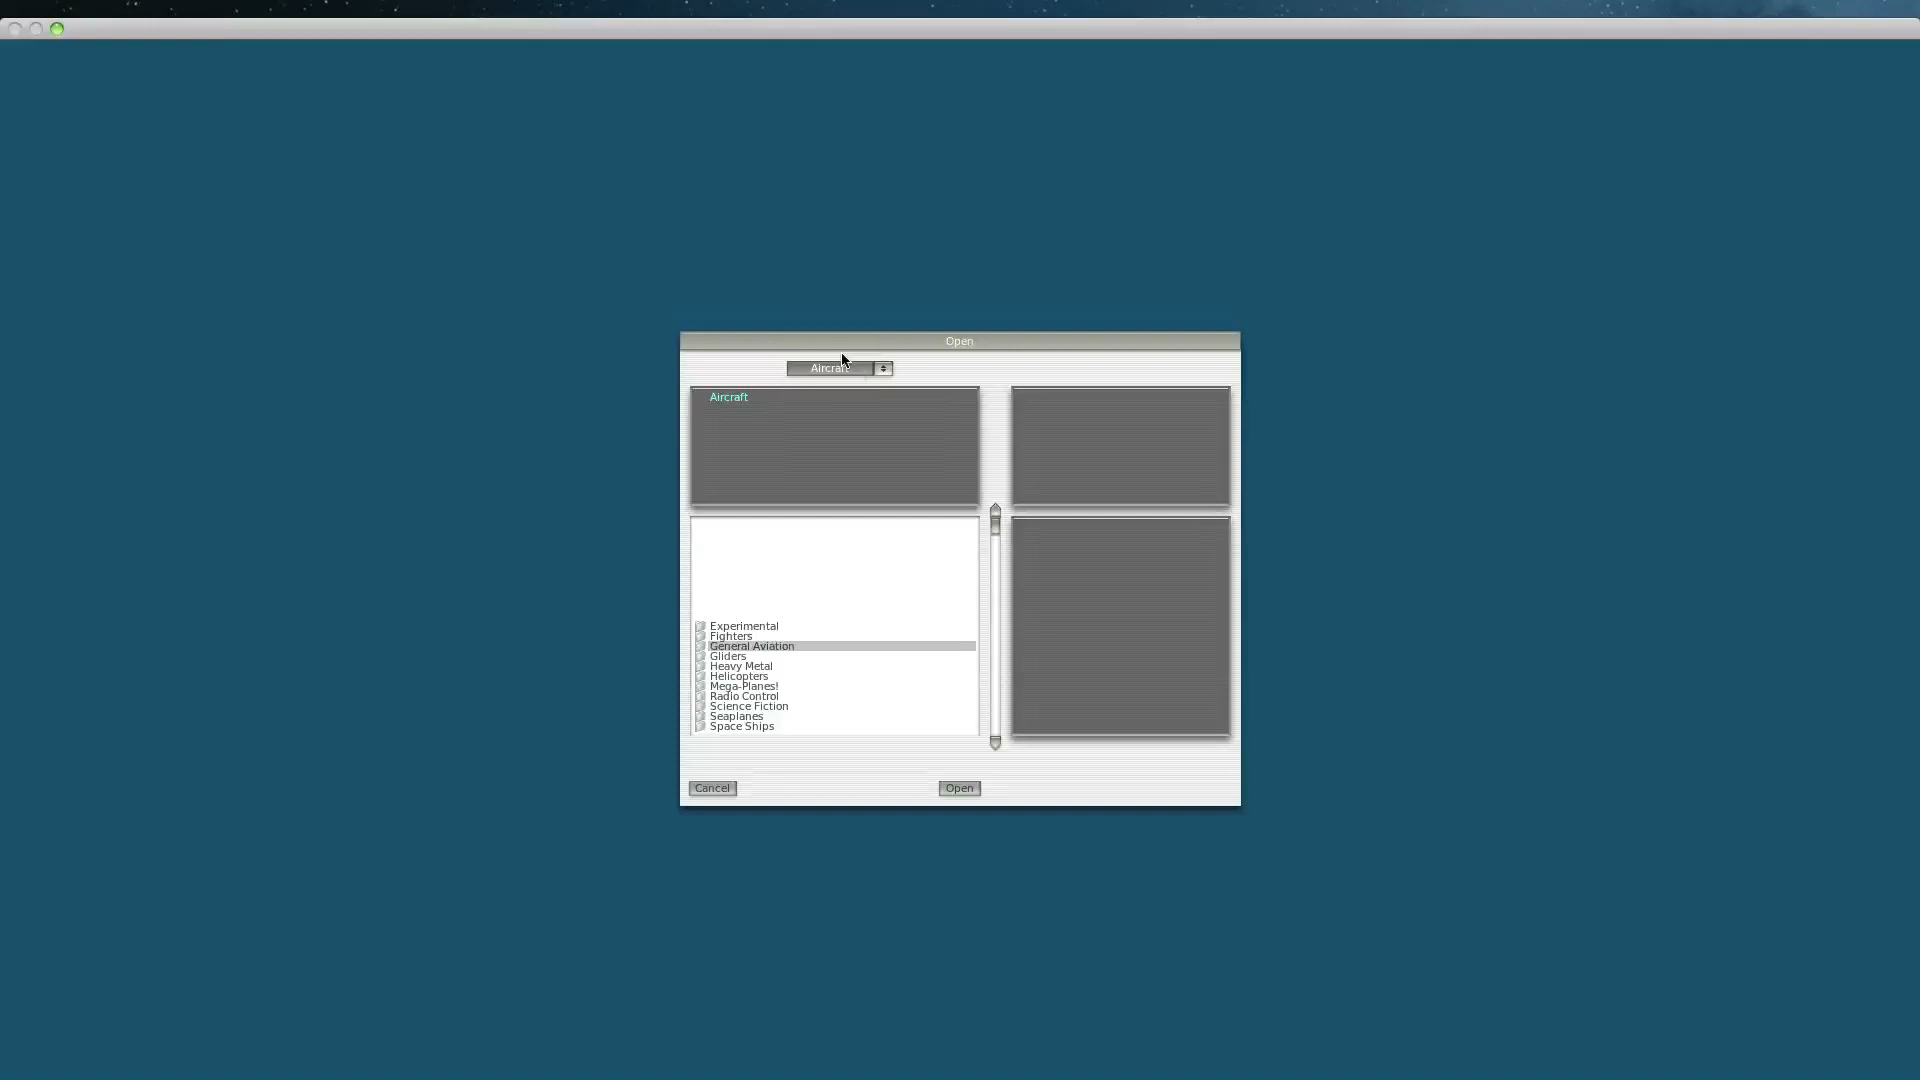 Open
Aircraft
Aircraft
Experimental
Fighters
General Aviation
Gliders
Heavy Metal
Helicopters
Mega-Planes!
Radio Control
Science Fiction
Seaplanes
Space Ships
Cancel
Open